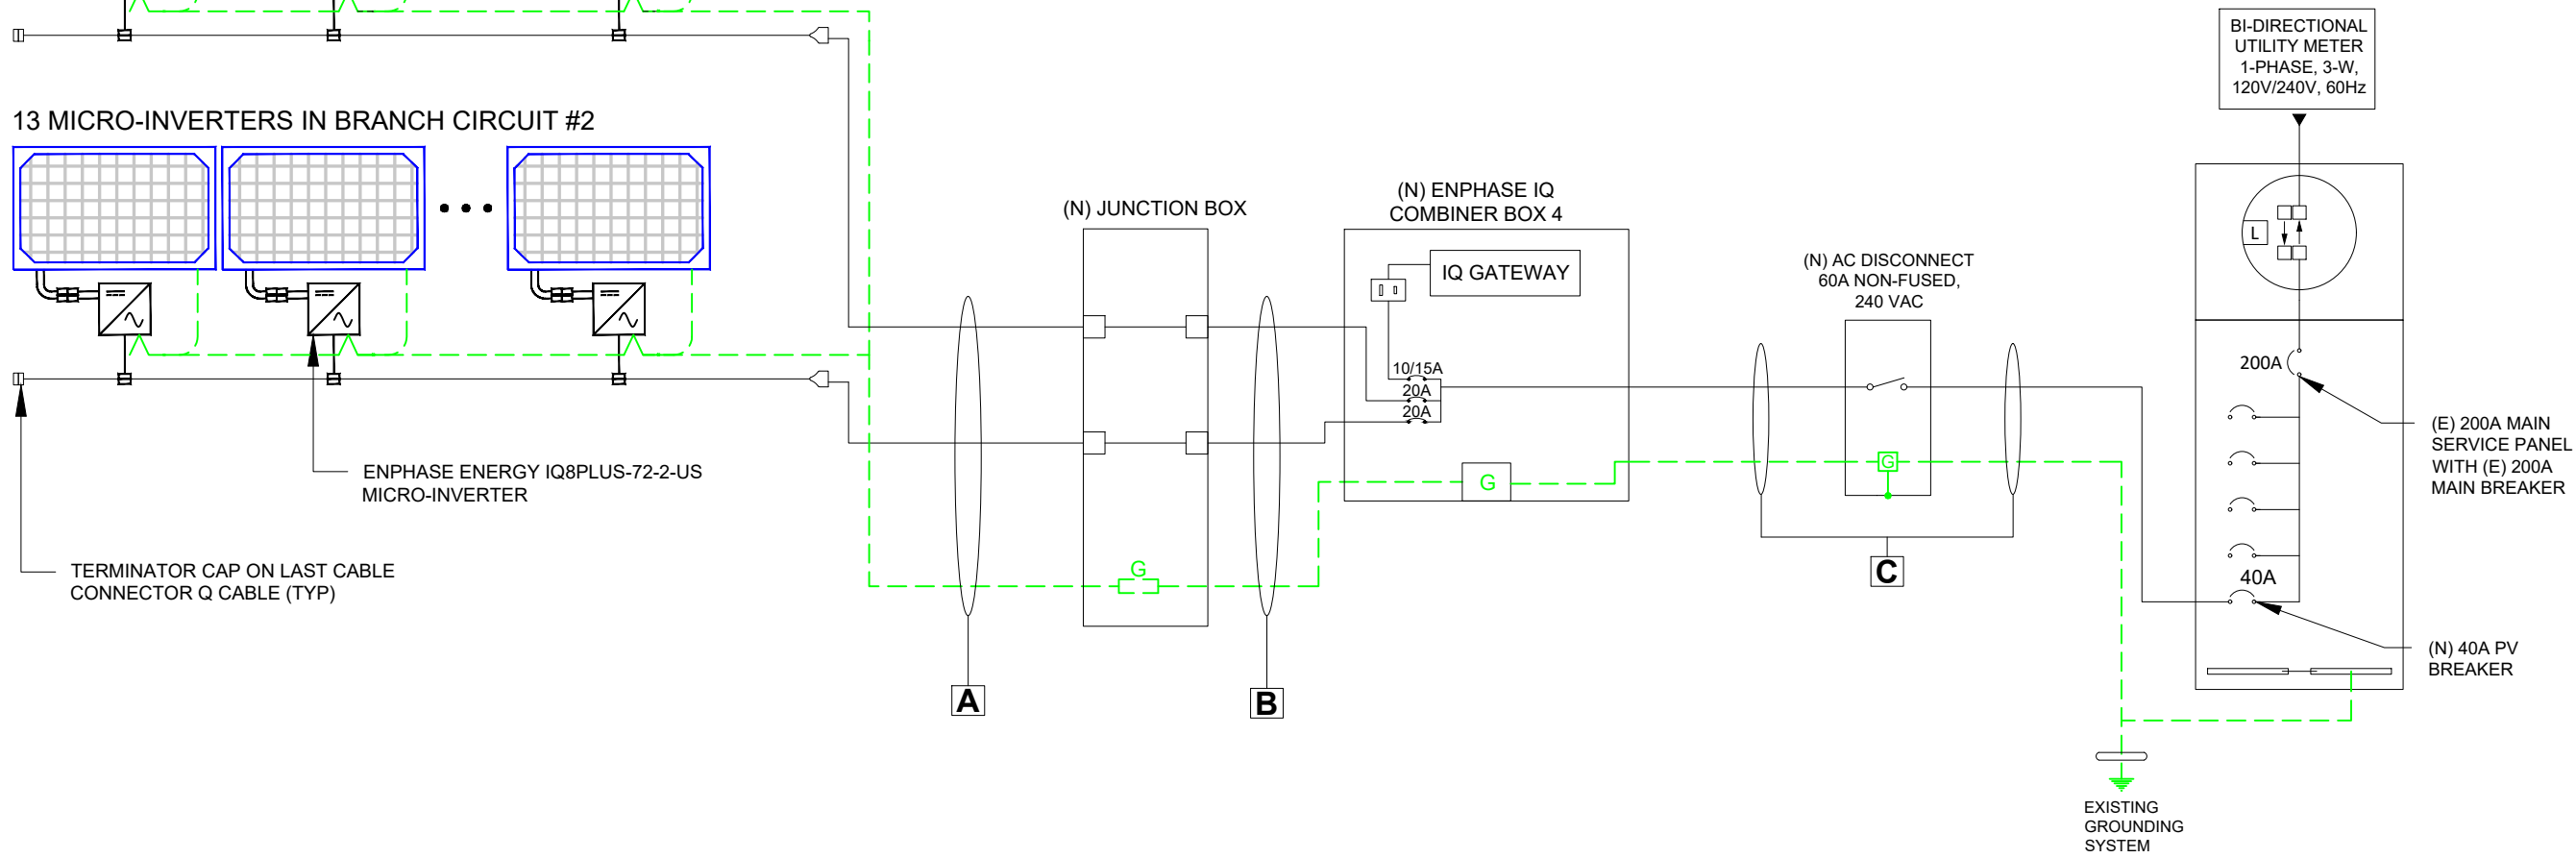 BI-DIRECTIONAL
UTILITY METER
1-PHASE, 3-W,
120V/240V, 60Hz
13 MICRO-INVERTERS IN BRANCH CIRCUIT #2
(N) JUNCTION BOX
(N) ENPHASE IQ
COMBINER BOX 4
IQ GATEWAY
(N) AC DISCONNECT
60A NON-FUSED,
240 VAC
L
10/15A
20A
20A
200A
(E) 200A MAIN
SERVICE PANEL
WITH (E) 200A
MAIN BREAKER
ENPHASE ENERGY IQ8PLUS-72-2-US
MICRO-INVERTER
G
G
G
TERMINATOR CAP ON LAST CABLE
CONNECTOR Q CABLE (TYP)
C
40A
(N) 40A PV
BREAKER
A
B
EXISTING
GROUNDING
SYSTEM